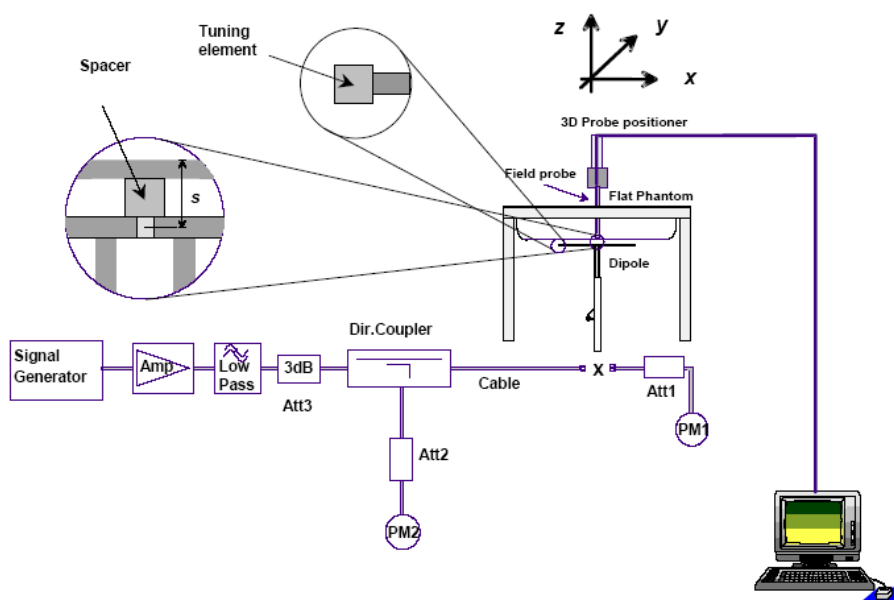 z
y
x
Tuning
element
Spacer
s
3D Probe positioner
Field probe
Flat Phantom
Dipole
Dir.Coupler
Signal
Generator
Amp
Low
Pass
3dB
Att3
Cable
X
Att1
PM1
Att2
PM2